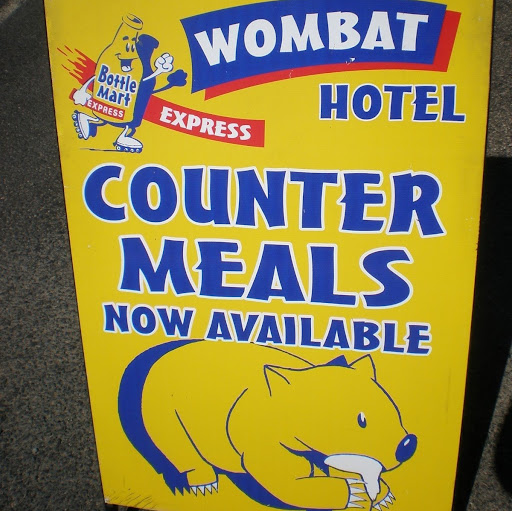 WOMBAT
HOTEL
Bottle
Mart
EXPRESS
EXPRESS
COUNTER
MEALS
NOW AVAILABLE